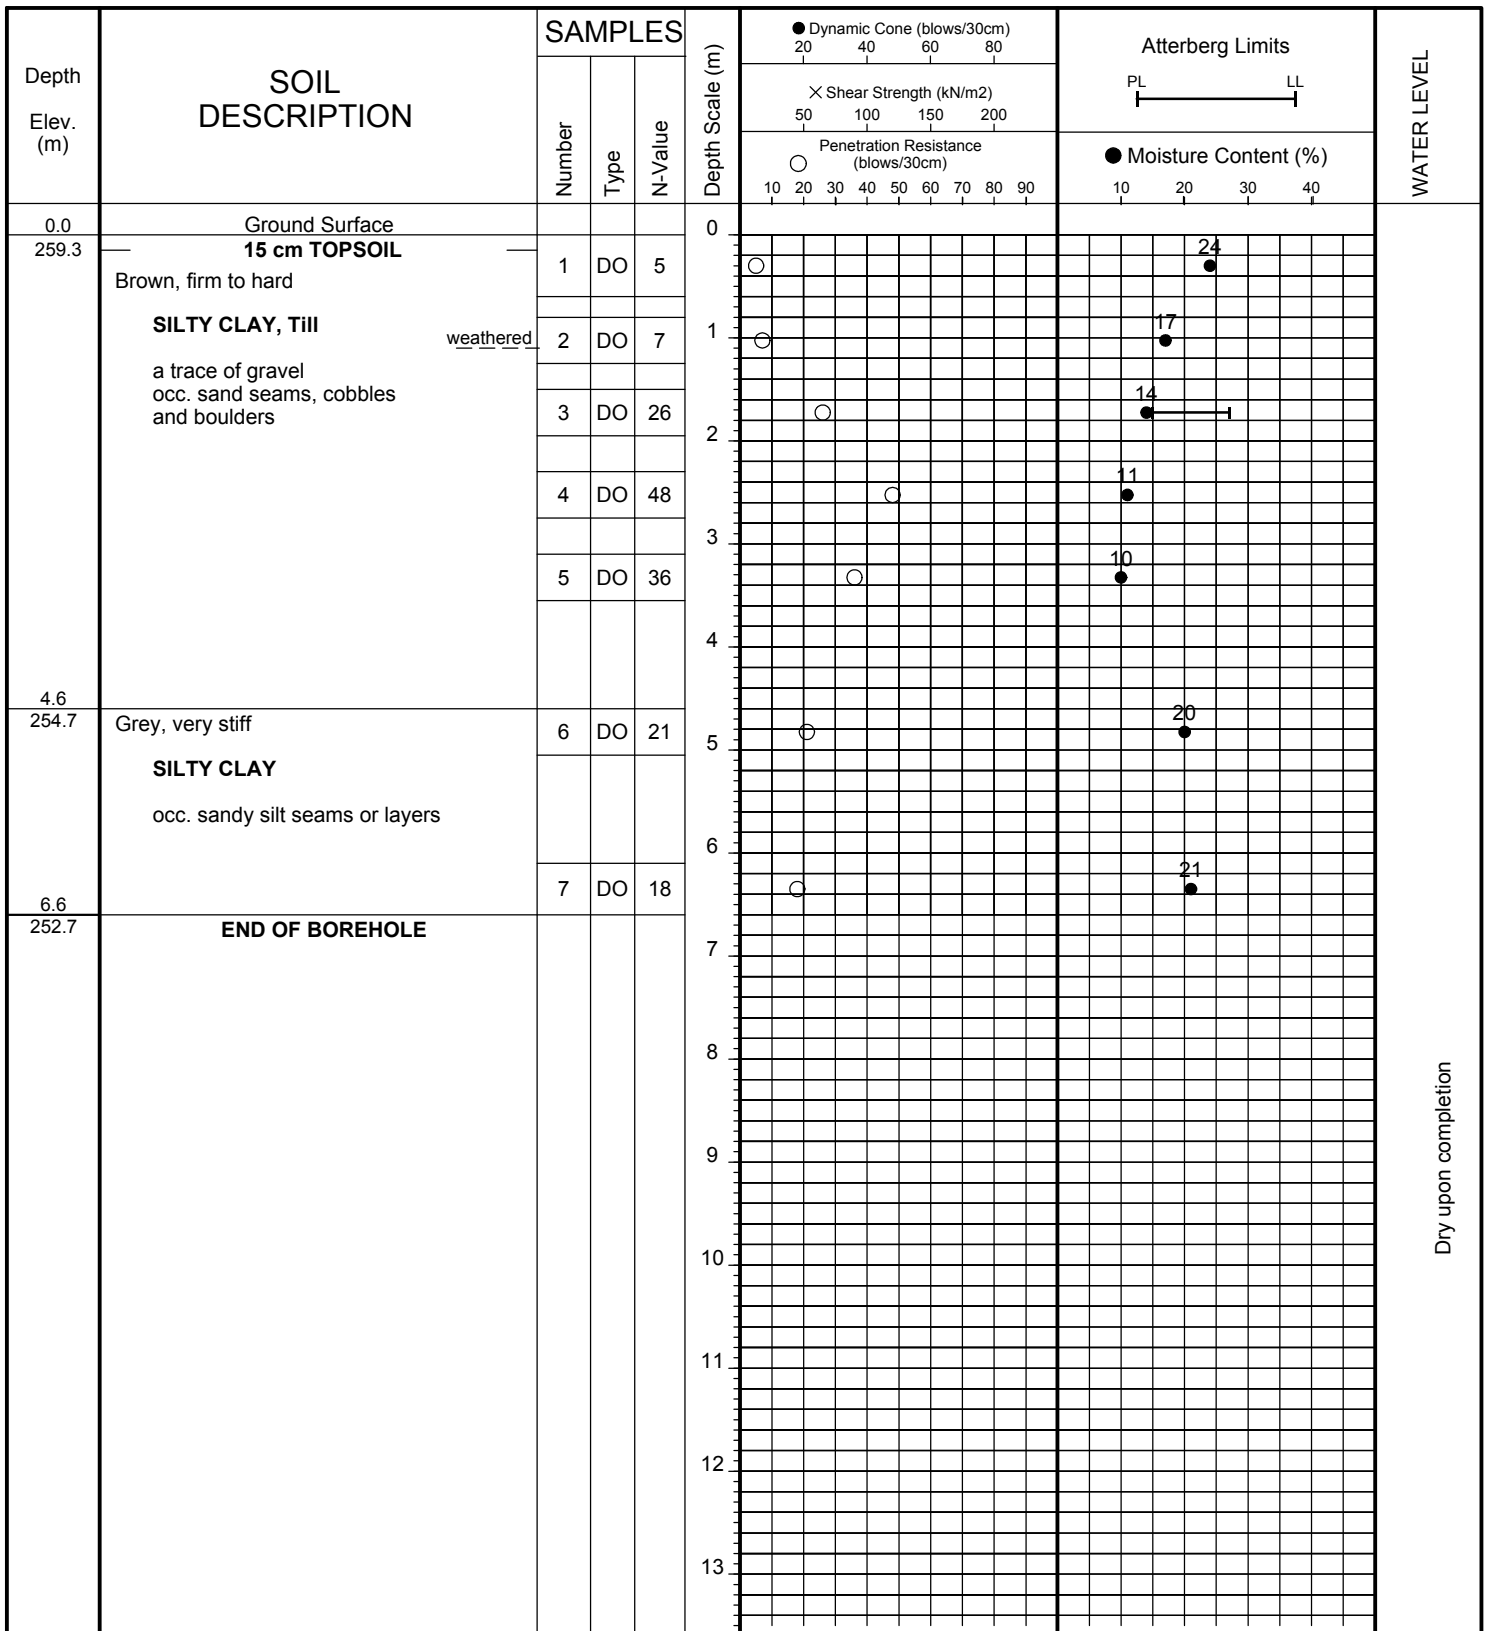 Depth
Elev.
(m)
SOIL
DESCRIPTION
SAMPLES
Number
Type
N-Value
Depth Scale (m)
● Dynamic Cone (blows/30cm)
20 40 60 80
× Shear Strength (kN/m2)
50 100 150 200
○ Penetration Resistance
(blows/30cm)
10 20 30 40 50 60 70 80 90
Atterberg Limits
PL LL
● Moisture Content (%)
10 20 30 40
WATER LEVEL
0.0 Ground Surface 0
259.3 15 cm TOPSOIL
24
1 DO 5
Brown, firm to hard
SILTY CLAY, Till
17
weathered 2 DO 7 1
a trace of gravel
occ. sand seams, cobbles
14
and boulders 3 DO 26
2
11
4 DO 48
3
10
5 DO 36
4
4.6
254.7 Grey, very stiff 6 DO 21
20
5
SILTY CLAY
occ. sandy silt seams or layers
6
21
7 DO 18
6.6
252.7 END OF BOREHOLE
7
8
9
10
11
12
13
Dry upon completion